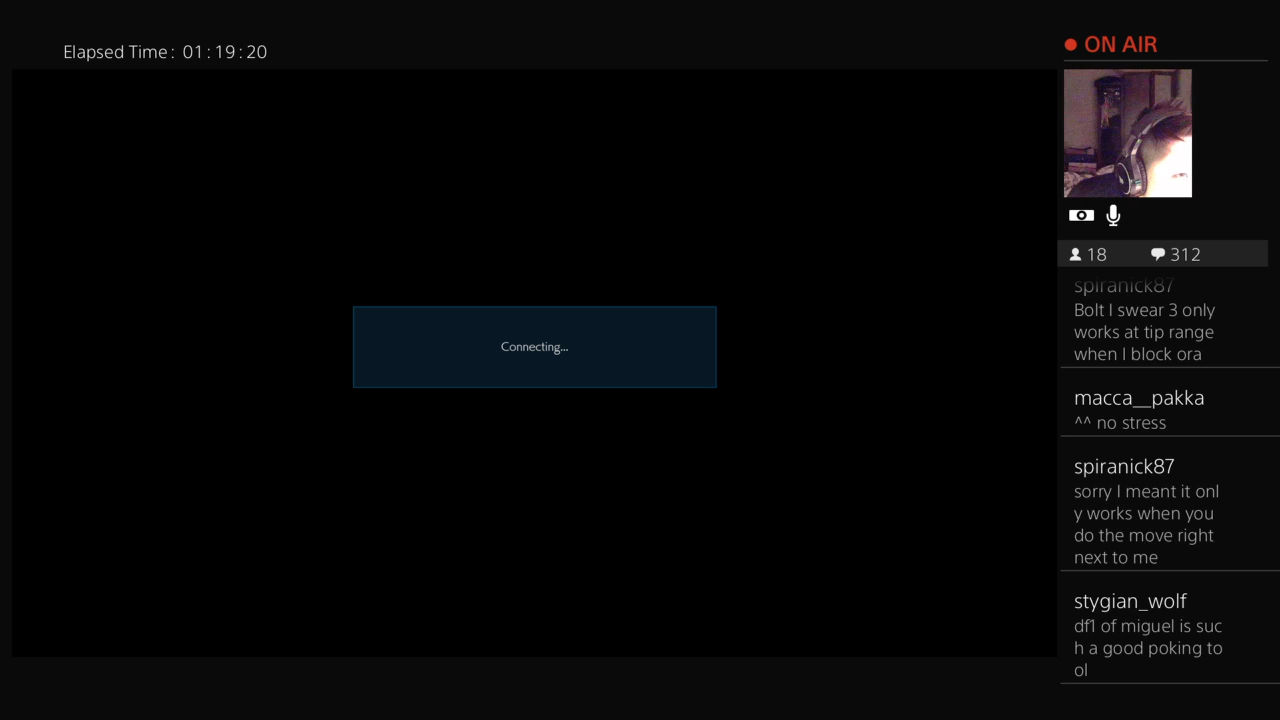 Elapsed Time: 01:19:20
ON AIR
18 312
spiranick87
Bolt I swear 3 only
works at tip range
when I block ora
macca__pakka
^^ no stress
spiranick87
sorry I meant it onl
y works when you
do the move right
next to me
stygian_wolf
df1 of miguel is suc
h a good poking to
ol
Connecting...